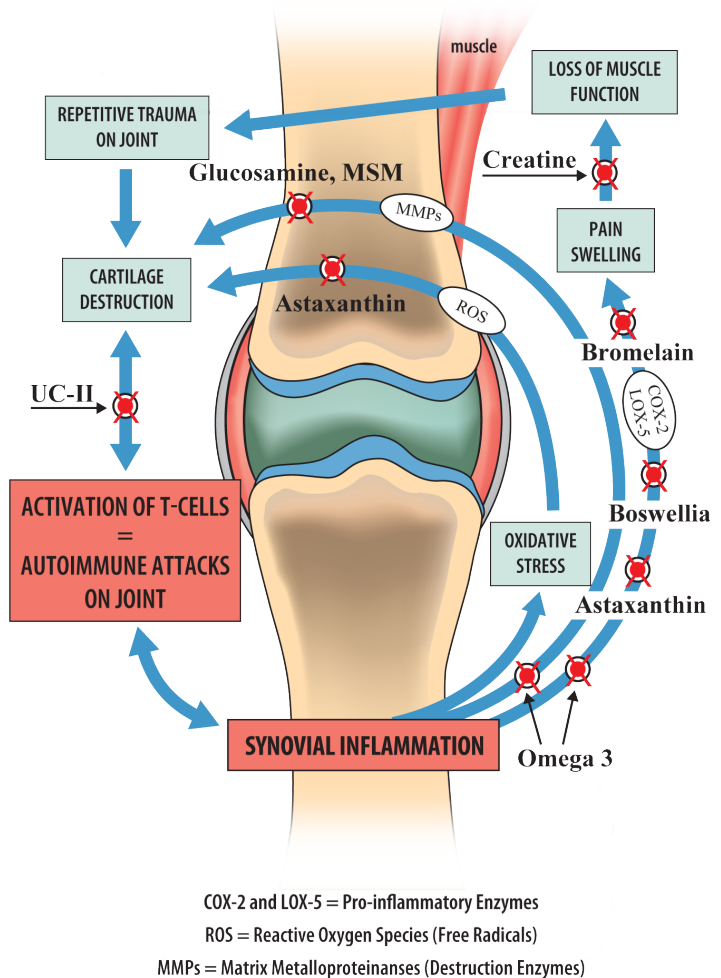 muscle
LOSS OF MUSCLE
FUNCTION
REPETITIVE TRAUMA
ON JOINT
Creatine
Glucosamine, MSM
MMPs
PAIN
SWELLING
CARTILAGE
DESTRUCTION
Astaxanthin
ROS
Bromelain
UC-II
COX-2
LOX-5
ACTIVATION OF T-CELLS
=
AUTOIMMUNE ATTACKS
ON JOINT
Boswellia
OXIDATIVE
STRESS
Astaxanthin
SYNOVIAL INFLAMMATION
Omega 3
COX-2 and LOX-5 = Pro-inflammatory Enzymes
ROS = Reactive Oxygen Species (Free Radicals)
MMPs = Matrix Metalloproteinanses (Destruction Enzymes)